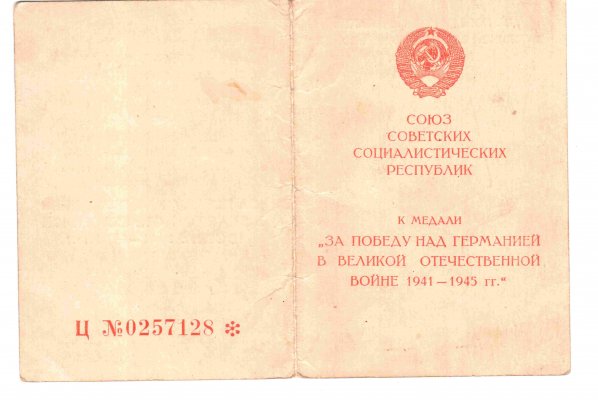 Ц №0257128 *
СОЮЗ
СОВЕТСКИХ
СОЦИАЛИСТИЧЕСКИХ
РЕСПУБЛИК
К МЕДАЛИ
„ЗА ПОБЕДУ НАД ГЕРМАНИЕЙ
В ВЕЛИКОЙ ОТЕЧЕСТВЕННОЙ
ВОЙНЕ 1941—1945 гг.“